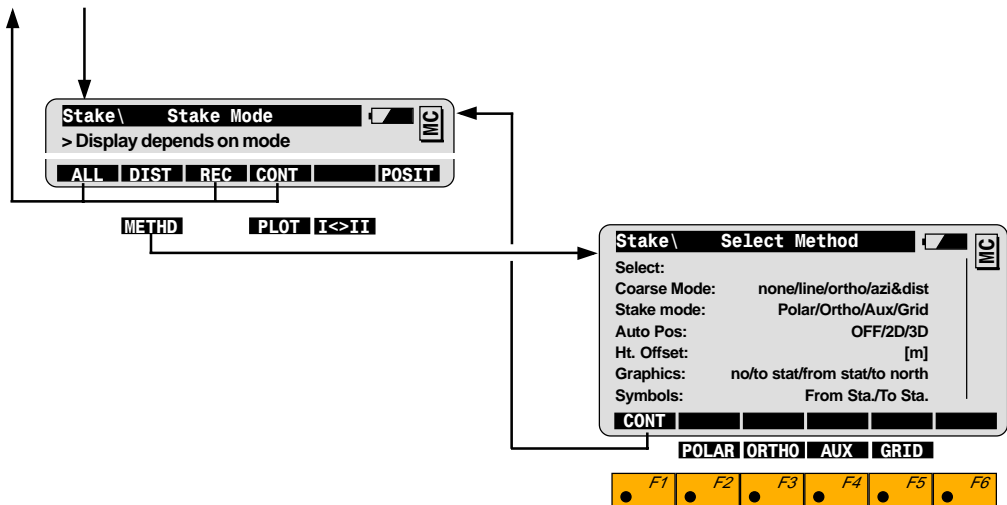 Stake\ Stake Mode
MC
> Display depends on mode
ALL DIST REC CONT POSIT
METHD PLOT I<>II
Stake\ Select Method
MC
Select:
Coarse Mode: none/line/ortho/azi&dist
Stake mode: Polar/Ortho/Aux/Grid
Auto Pos: OFF/2D/3D
Ht. Offset: [m]
Graphics: no/to stat/from stat/to north
Symbols: From Sta./To Sta.
CONT
POLAR ORTHO AUX GRID
F1 F2 F3 F4 F5 F6